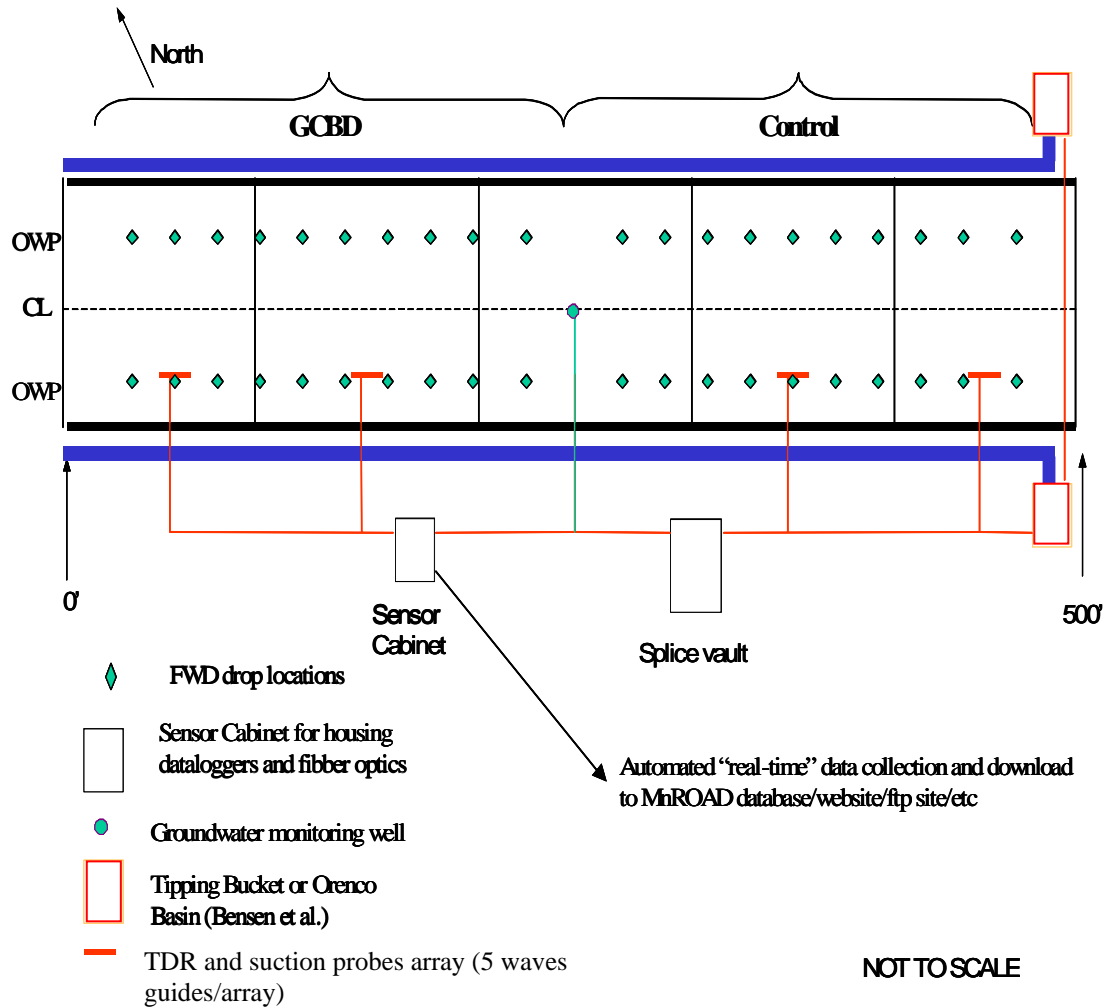 North
GCBD
Control
OWP
CL
OWP
0'
500'
Sensor
Cabinet
Splice vault
FWD drop locations
Sensor Cabinet for housing
dataloggers and fibber optics
Automated “real-time” data collection and download
to MnROAD database/website/ftp site/etc
Groundwater monitoring well
Tipping Bucket or Orenco
Basin (Bensen et al.)
TDR and suction probes array (5 waves
guides/array)
NOT TO SCALE